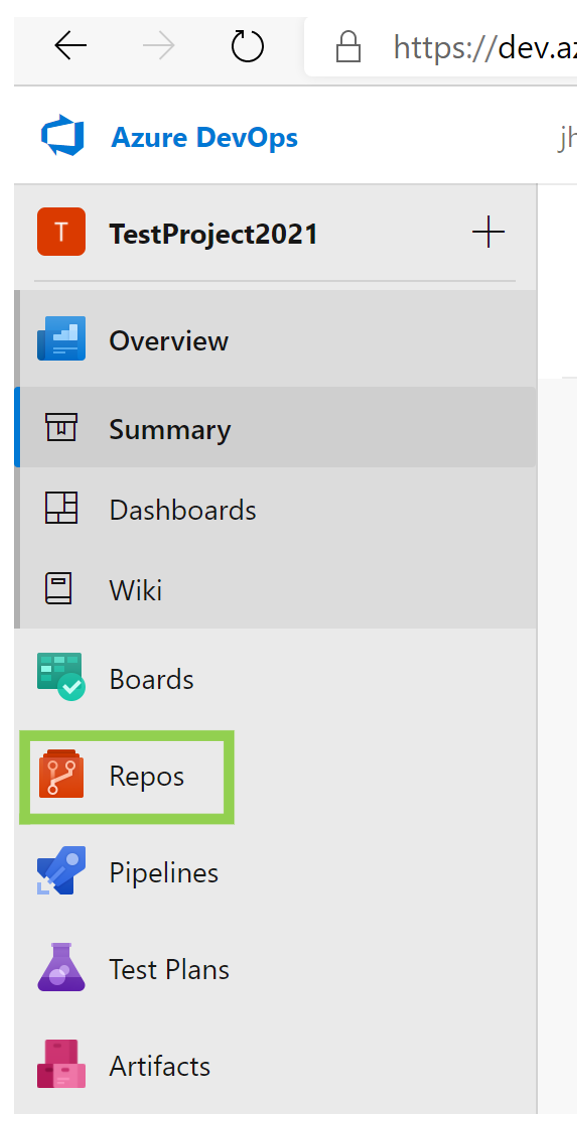 https://dev.az
Azure DevOps
jh
T TestProject2021
Overview
Summary
Dashboards
Wiki
Boards
Repos
Pipelines
Test Plans
Artifacts